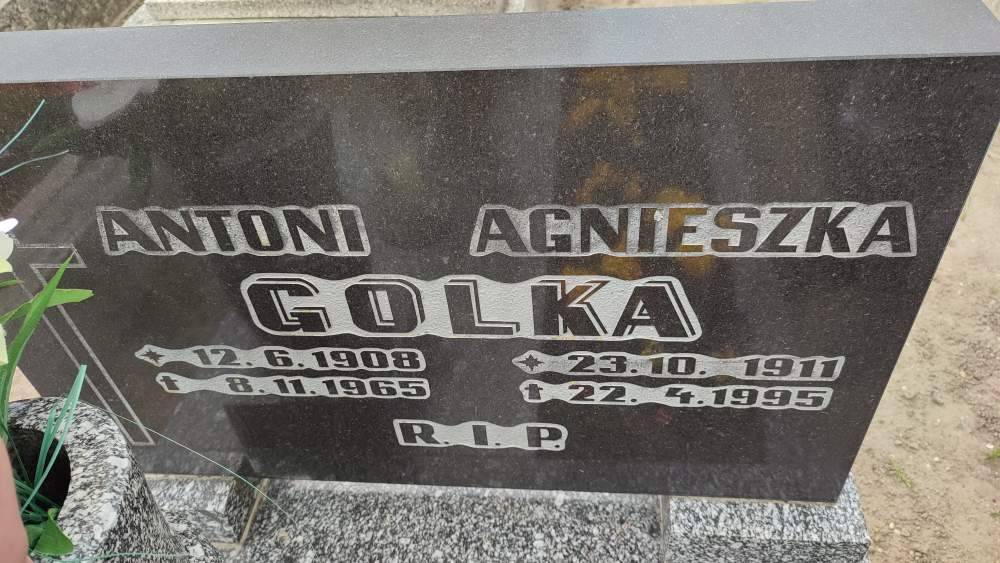 ANTONI AGNIESZKA
GOLKA
* 12.6.1908 * 23.10.1911
† 8.11.1965 † 22.4.1995
R.I.P.